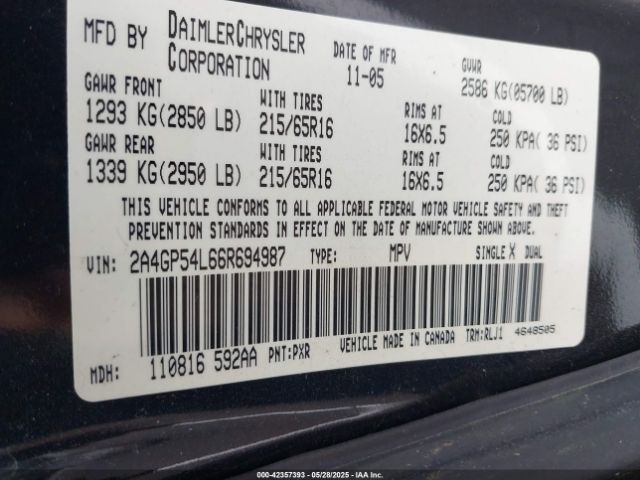 MFD BY DAIMLERCHRYSLER CORPORATION DATE OF MFR 11-05 GVWR 2586 KG(05700 LB)
GAWR FRONT WITH TIRES RIMS AT COLD
1293 KG(2850 LB) 215/65R16 16X6.5 250 KPA( 36 PSI)
GAWR REAR WITH TIRES RIMS AT COLD
1339 KG(2950 LB) 215/65R16 16X6.5 250 KPA( 36 PSI)
THIS VEHICLE CONFORMS TO ALL APPLICABLE FEDERAL MOTOR VEHICLE SAFETY AND THEFT
PREVENTION STANDARDS IN EFFECT ON THE DATE OF MANUFACTURE SHOWN ABOVE.
VIN: 2A4GP54L66R694987 TYPE: MPV SINGLE X DUAL
MDH: 110816 592AA PNT:PXR VEHICLE MADE IN CANADA TRM:RLJ1 4648505
000-42357393 05/28/2025 IAAI.CA